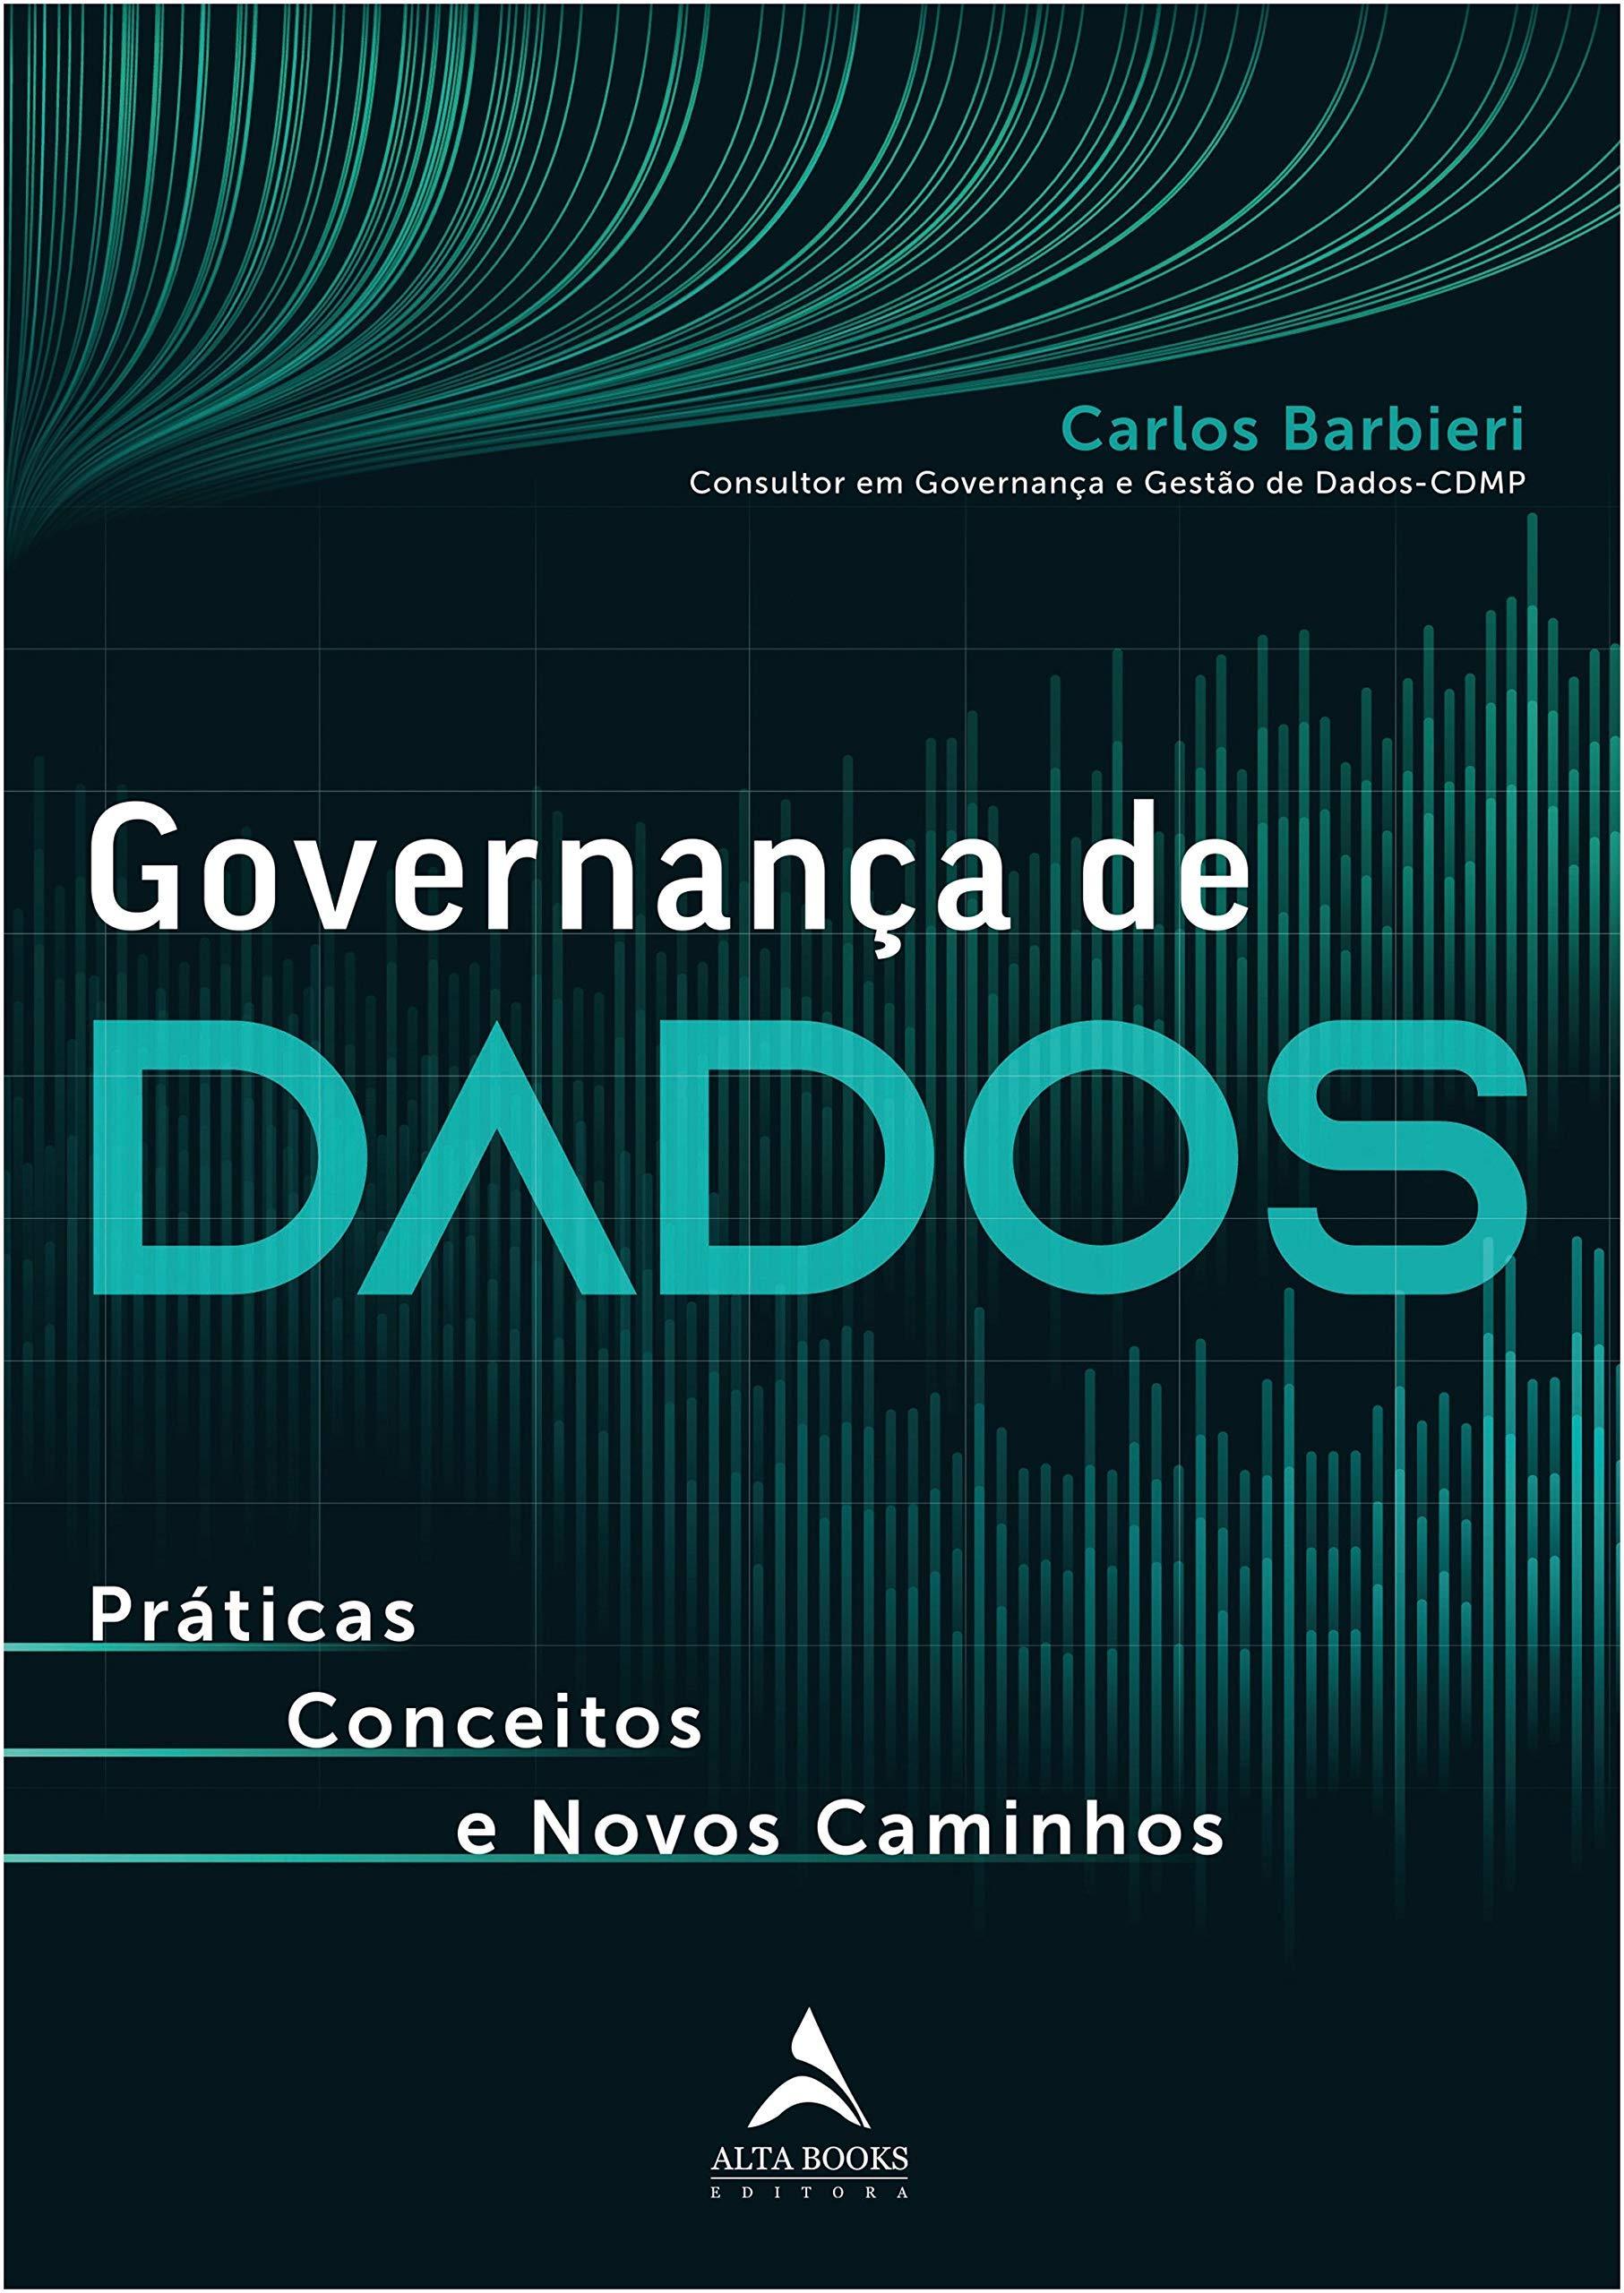 Carlos Barbieri
Consultor em Governança e Gestão de Dados-CDMP
Governança de
DADOS
Práticas
Conceitos
e Novos Caminhos
ALTA BOOKS
EDITORA